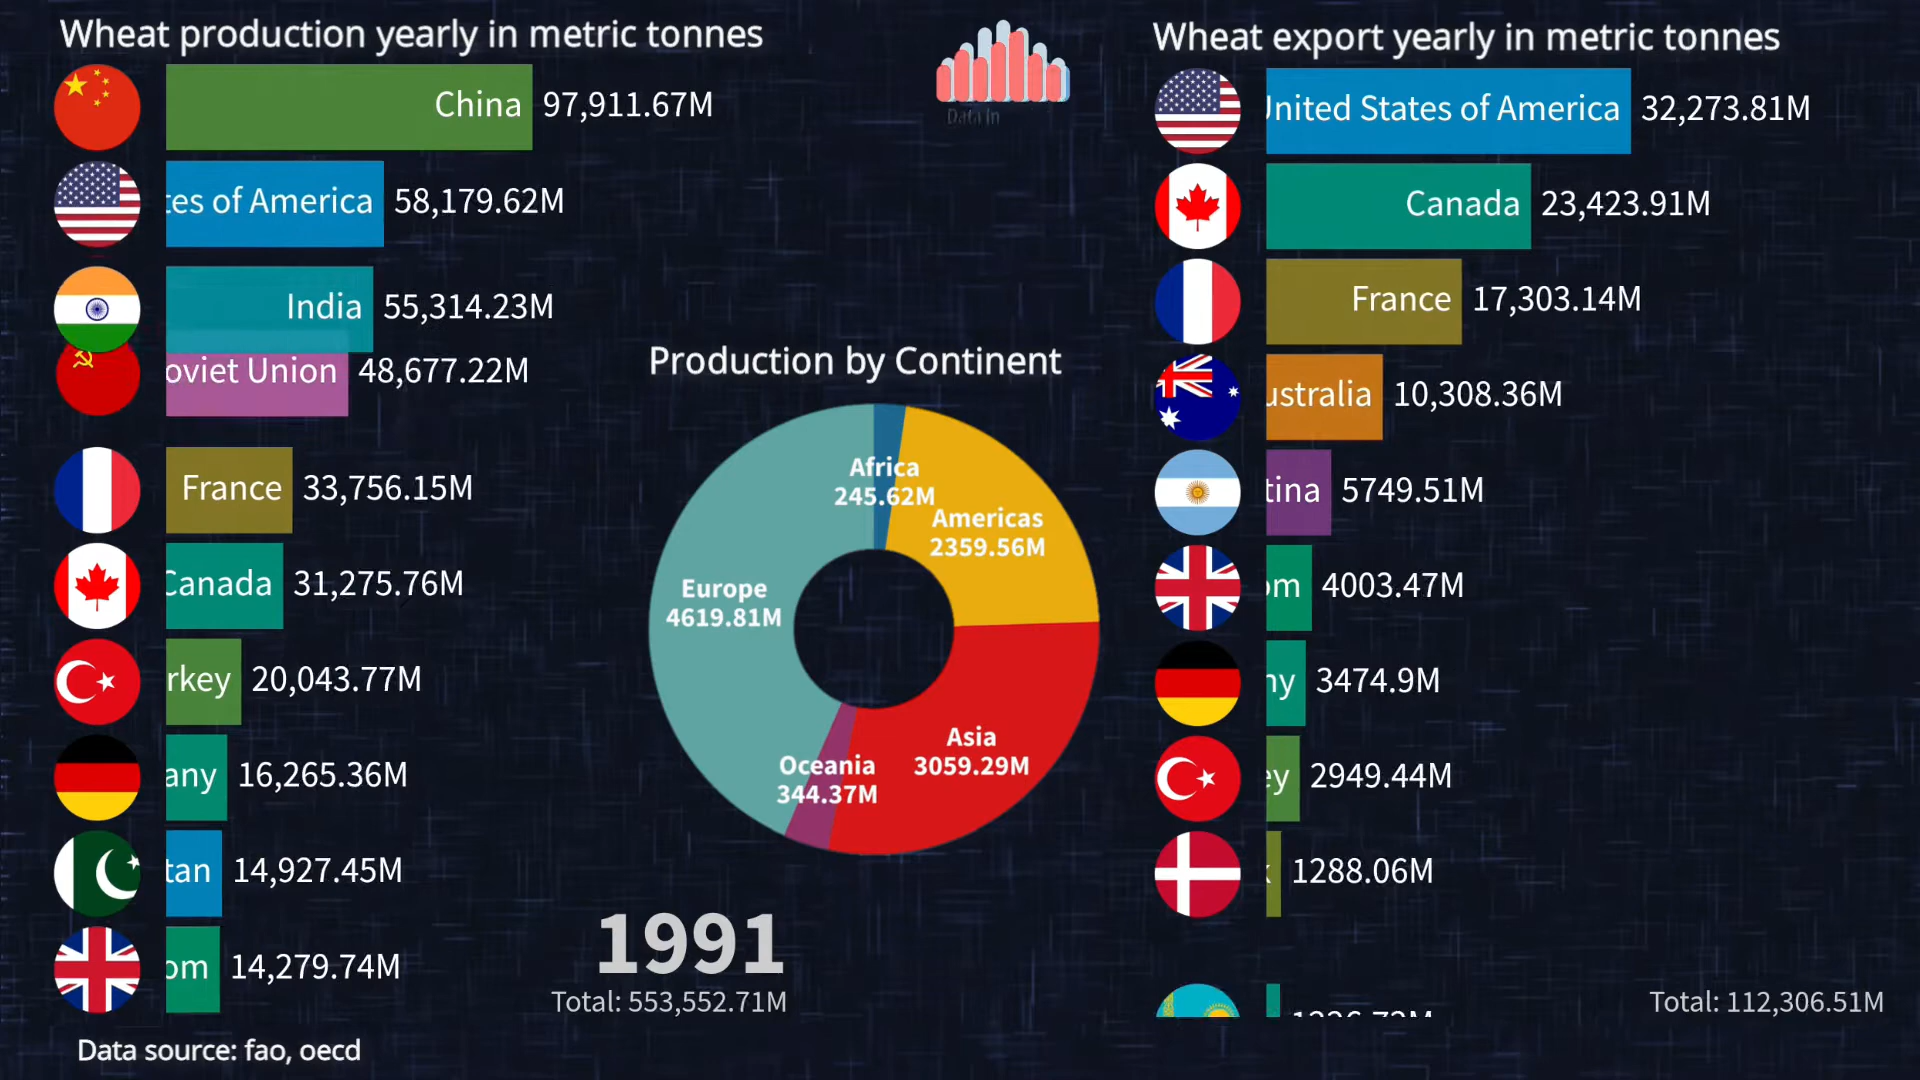 Wheat production yearly in metric tonnes
China 97,911.67M
tes of America 58,179.62M
India 55,314.23M
oviet Union 48,677.22M
France 33,756.15M
Canada 31,275.76M
rkey 20,043.77M
any 16,265.36M
tan 14,927.45M
om 14,279.74M
Data source: fao, oecd
Data In
Production by Continent
Africa
245.62M
Americas
2359.56M
Europe
4619.81M
Asia
3059.29M
Oceania
344.37M
1991
Total: 553,552.71M
Wheat export yearly in metric tonnes
United States of America 32,273.81M
Canada 23,423.91M
France 17,303.14M
ustralia 10,308.36M
tina 5749.51M
om 4003.47M
ny 3474.9M
ey 2949.44M
k 1288.06M
Total: 112,306.51M